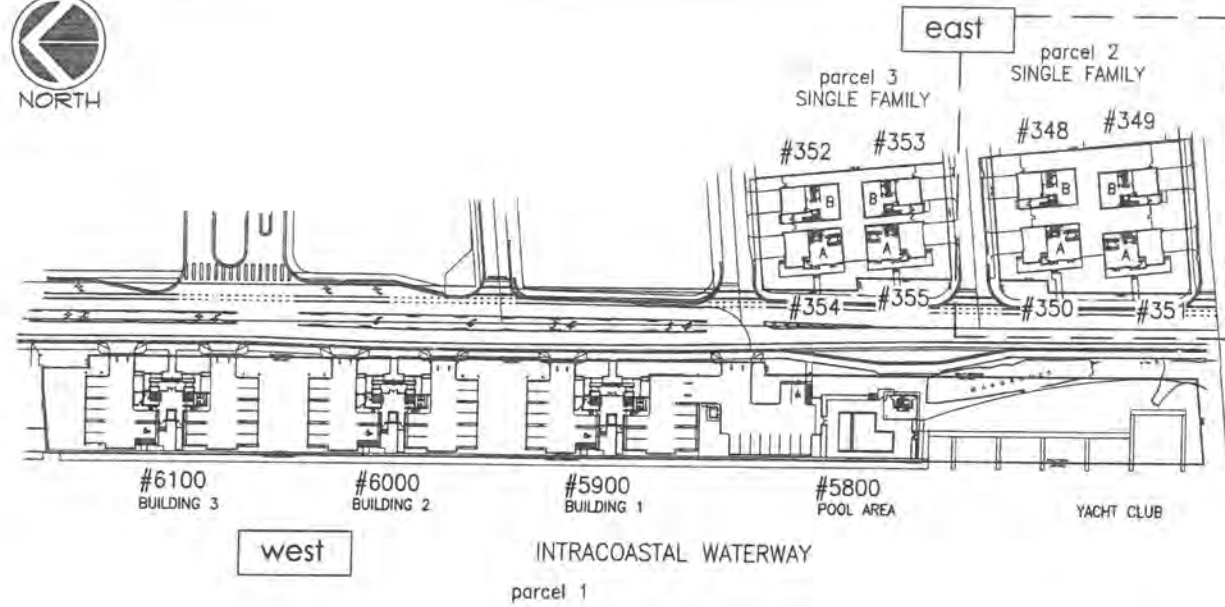 NORTH
east
parcel 2
SINGLE FAMILY
parcel 3
SINGLE FAMILY
#352
#353
#348
#349
B
B
B
B
A
A
A
A
#354
#355
#350
#351
#6100
BUILDING 3
#6000
BUILDING 2
#5900
BUILDING 1
#5800
POOL AREA
YACHT CLUB
west
INTRACOASTAL WATERWAY
parcel 1